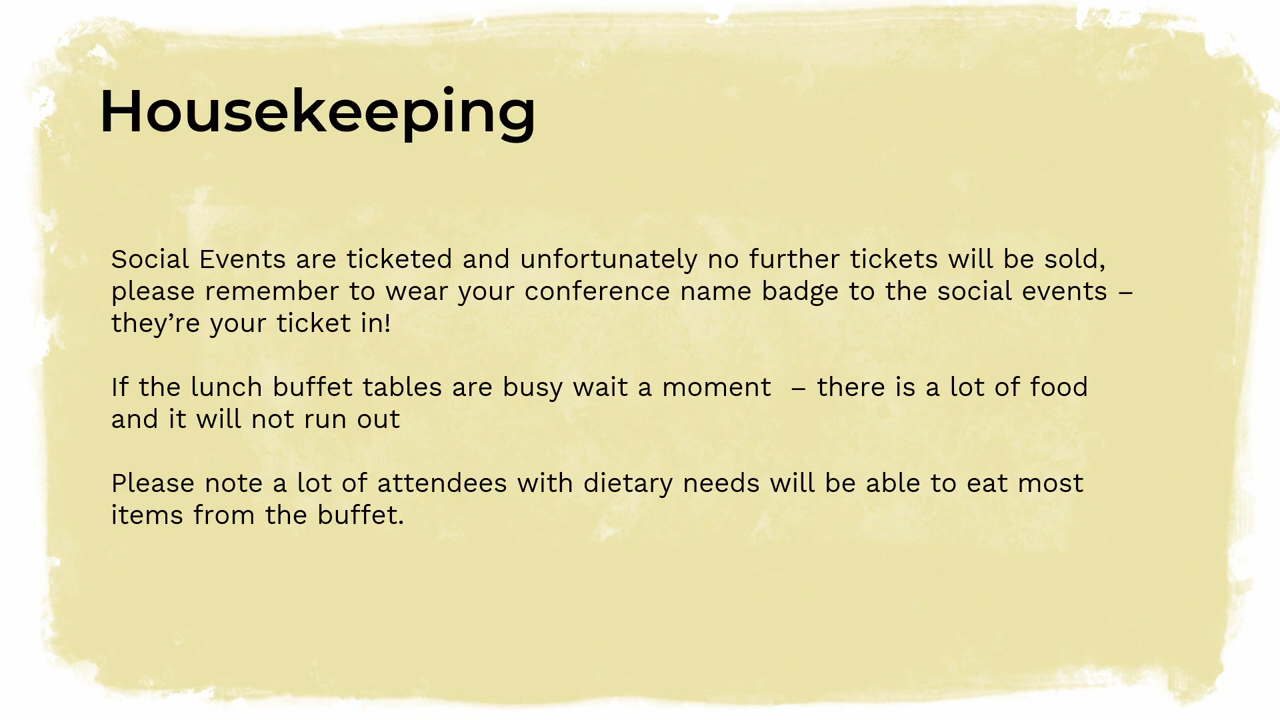 Housekeeping
Social Events are ticketed and unfortunately no further tickets will be sold,
please remember to wear your conference name badge to the social events –
they’re your ticket in!
If the lunch buffet tables are busy wait a moment  – there is a lot of food
and it will not run out
Please note a lot of attendees with dietary needs will be able to eat most
items from the buffet.